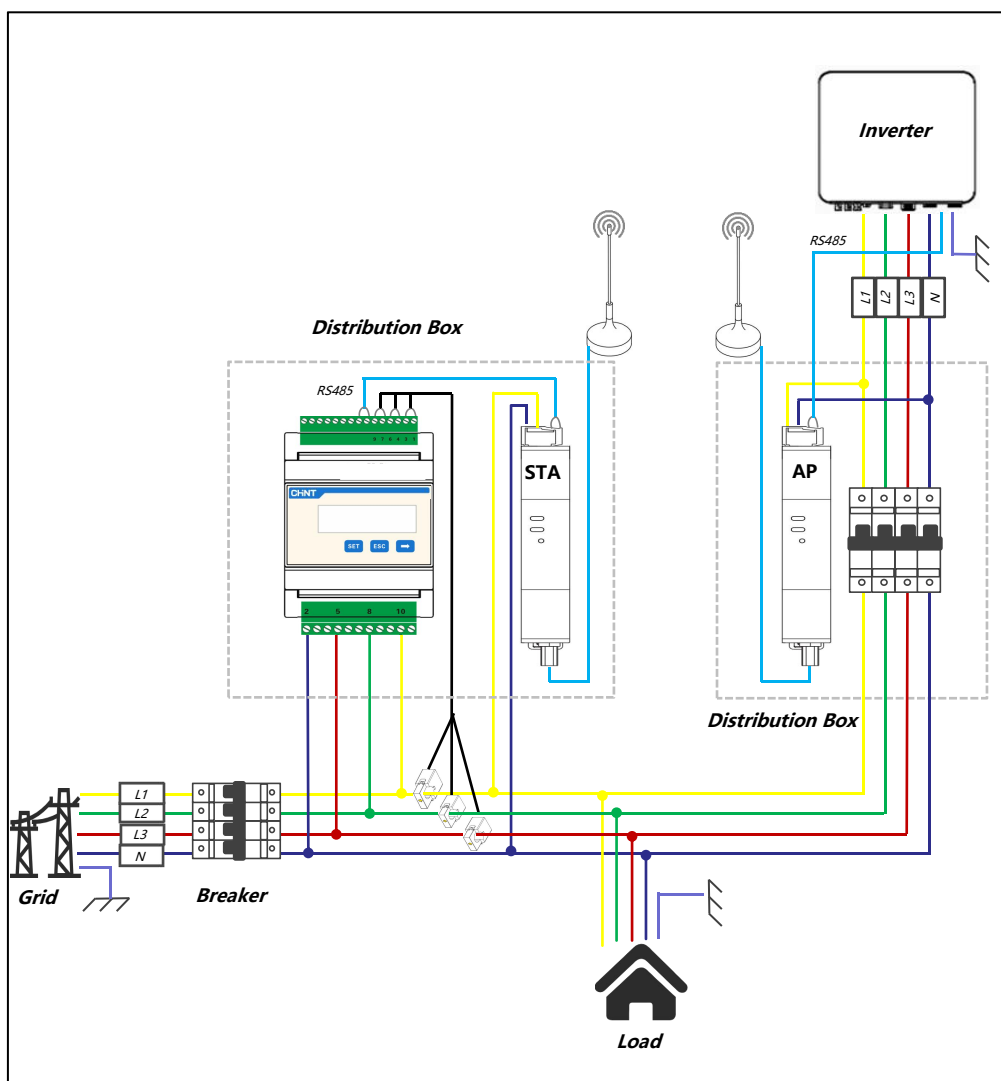 Inverter
RS485
L1
L2
L3
N
Distribution Box
RS485
CHNT
SET
ESC
STA
AP
2
5
8
10
Distribution Box
L1
L2
L3
N
Grid
Breaker
Load